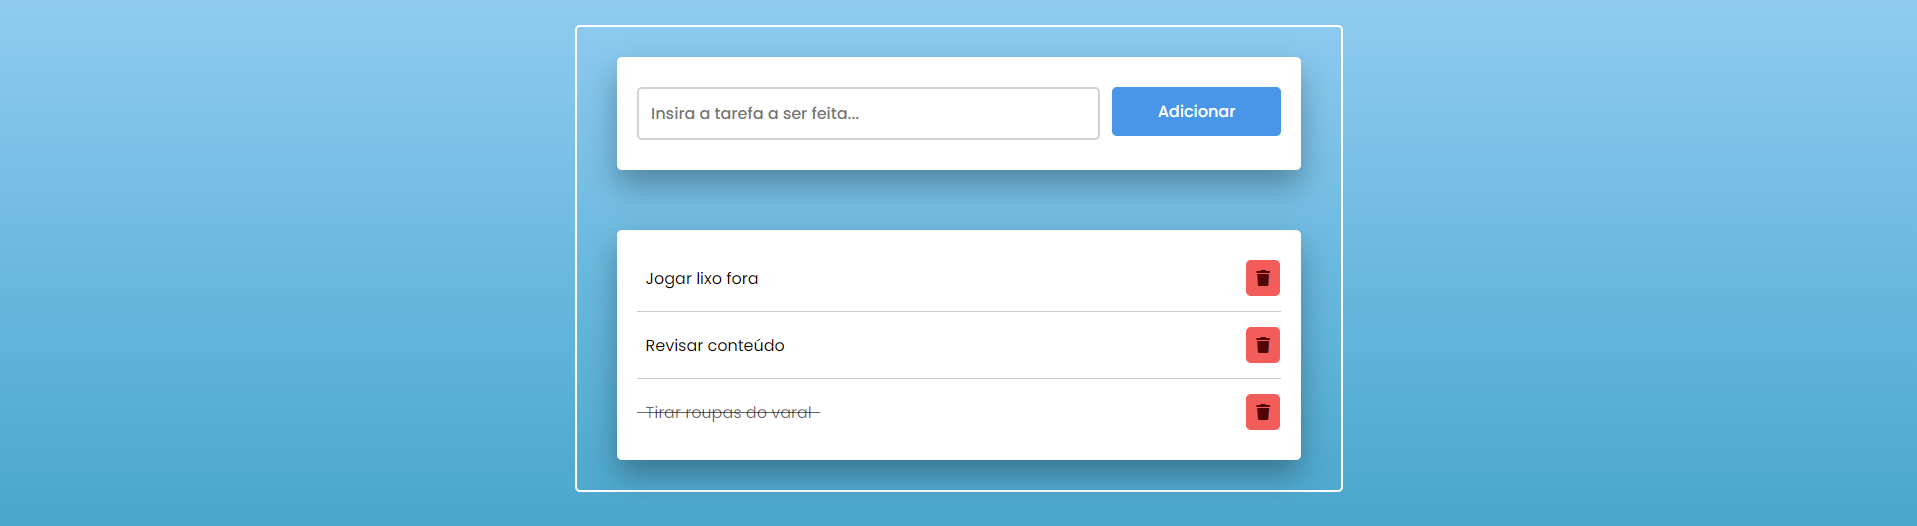 Insira a tarefa a ser feita...
Adicionar
Jogar lixo fora
Revisar conteúdo
Tirar roupas do varal